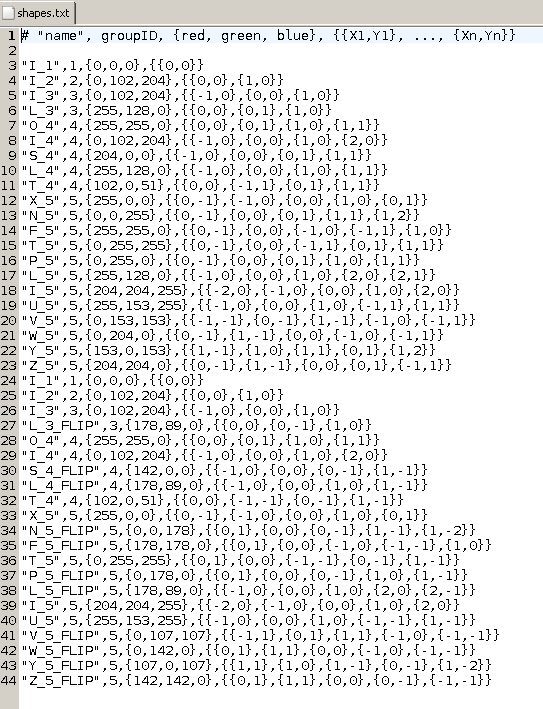 shapes.txt
1 # "name", groupID, {red, green, blue}, {{X1,Y1}, ..., {Xn,Yn}}
2
3 "I_1",1,{0,0,0},{{0,0}}
4 "I_2",2,{0,102,204},{{0,0},{1,0}}
5 "I_3",3,{0,102,204},{{-1,0},{0,0},{1,0}}
6 "L_3",3,{255,128,0},{{0,0},{0,1},{1,0}}
7 "O_4",4,{255,255,0},{{0,0},{0,1},{1,0},{1,1}}
8 "I_4",4,{0,102,204},{{-1,0},{0,0},{1,0},{2,0}}
9 "S_4",4,{204,0,0},{{-1,0},{0,0},{0,1},{1,1}}
10 "L_4",4,{255,128,0},{{-1,0},{0,0},{1,0},{1,1}}
11 "T_4",4,{102,0,51},{{0,0},{-1,1},{0,1},{1,1}}
12 "X_5",5,{255,0,0},{{0,-1},{-1,0},{0,0},{1,0},{0,1}}
13 "N_5",5,{0,0,255},{{0,-1},{0,0},{0,1},{1,1},{1,2}}
14 "F_5",5,{255,255,0},{{0,-1},{0,0},{-1,0},{-1,1},{1,0}}
15 "T_5",5,{0,255,255},{{0,-1},{0,0},{-1,1},{0,1},{1,1}}
16 "P_5",5,{0,255,0},{{0,-1},{0,0},{0,1},{1,0},{1,1}}
17 "L_5",5,{255,128,0},{{-1,0},{0,0},{1,0},{2,0},{2,1}}
18 "I_5",5,{204,204,255},{{-2,0},{-1,0},{0,0},{1,0},{2,0}}
19 "U_5",5,{255,153,255},{{-1,0},{0,0},{1,0},{-1,1},{1,1}}
20 "V_5",5,{0,153,153},{{-1,-1},{0,-1},{1,-1},{-1,0},{-1,1}}
21 "W_5",5,{0,204,0},{{0,-1},{1,-1},{0,0},{-1,0},{-1,1}}
22 "Y_5",5,{153,0,153},{{1,-1},{1,0},{1,1},{0,1},{1,2}}
23 "Z_5",5,{204,204,0},{{0,-1},{1,-1},{0,0},{0,1},{-1,1}}
24 "I_1",1,{0,0,0},{{0,0}}
25 "I_2",2,{0,102,204},{{0,0},{1,0}}
26 "I_3",3,{0,102,204},{{-1,0},{0,0},{1,0}}
27 "L_3_FLIP",3,{178,89,0},{{0,0},{0,-1},{1,0}}
28 "O_4",4,{255,255,0},{{0,0},{0,1},{1,0},{1,1}}
29 "I_4",4,{0,102,204},{{-1,0},{0,0},{1,0},{2,0}}
30 "S_4_FLIP",4,{142,0,0},{{-1,0},{0,0},{0,-1},{1,-1}}
31 "L_4_FLIP",4,{178,89,0},{{-1,0},{0,0},{1,0},{1,-1}}
32 "T_4",4,{102,0,51},{{0,0},{-1,-1},{0,-1},{1,-1}}
33 "X_5",5,{255,0,0},{{0,-1},{-1,0},{0,0},{1,0},{0,1}}
34 "N_5_FLIP",5,{0,0,178},{{0,1},{0,0},{0,-1},{1,-1},{1,-2}}
35 "F_5_FLIP",5,{178,178,0},{{0,1},{0,0},{-1,0},{-1,-1},{1,0}}
36 "T_5",5,{0,255,255},{{0,1},{0,0},{-1,-1},{0,-1},{1,-1}}
37 "P_5_FLIP",5,{0,178,0},{{0,1},{0,0},{0,-1},{1,0},{1,-1}}
38 "L_5_FLIP",5,{178,89,0},{{-1,0},{0,0},{1,0},{2,0},{2,-1}}
39 "I_5",5,{204,204,255},{{-2,0},{-1,0},{0,0},{1,0},{2,0}}
40 "U_5",5,{255,153,255},{{-1,0},{0,0},{1,0},{-1,-1},{1,-1}}
41 "V_5_FLIP",5,{0,107,107},{{-1,1},{0,1},{1,1},{-1,0},{-1,-1}}
42 "W_5_FLIP",5,{0,142,0},{{0,1},{1,1},{0,0},{-1,0},{-1,-1}}
43 "Y_5_FLIP",5,{107,0,107},{{1,1},{1,0},{1,-1},{0,-1},{1,-2}}
44 "Z_5_FLIP",5,{142,142,0},{{0,1},{1,1},{0,0},{0,-1},{-1,-1}}